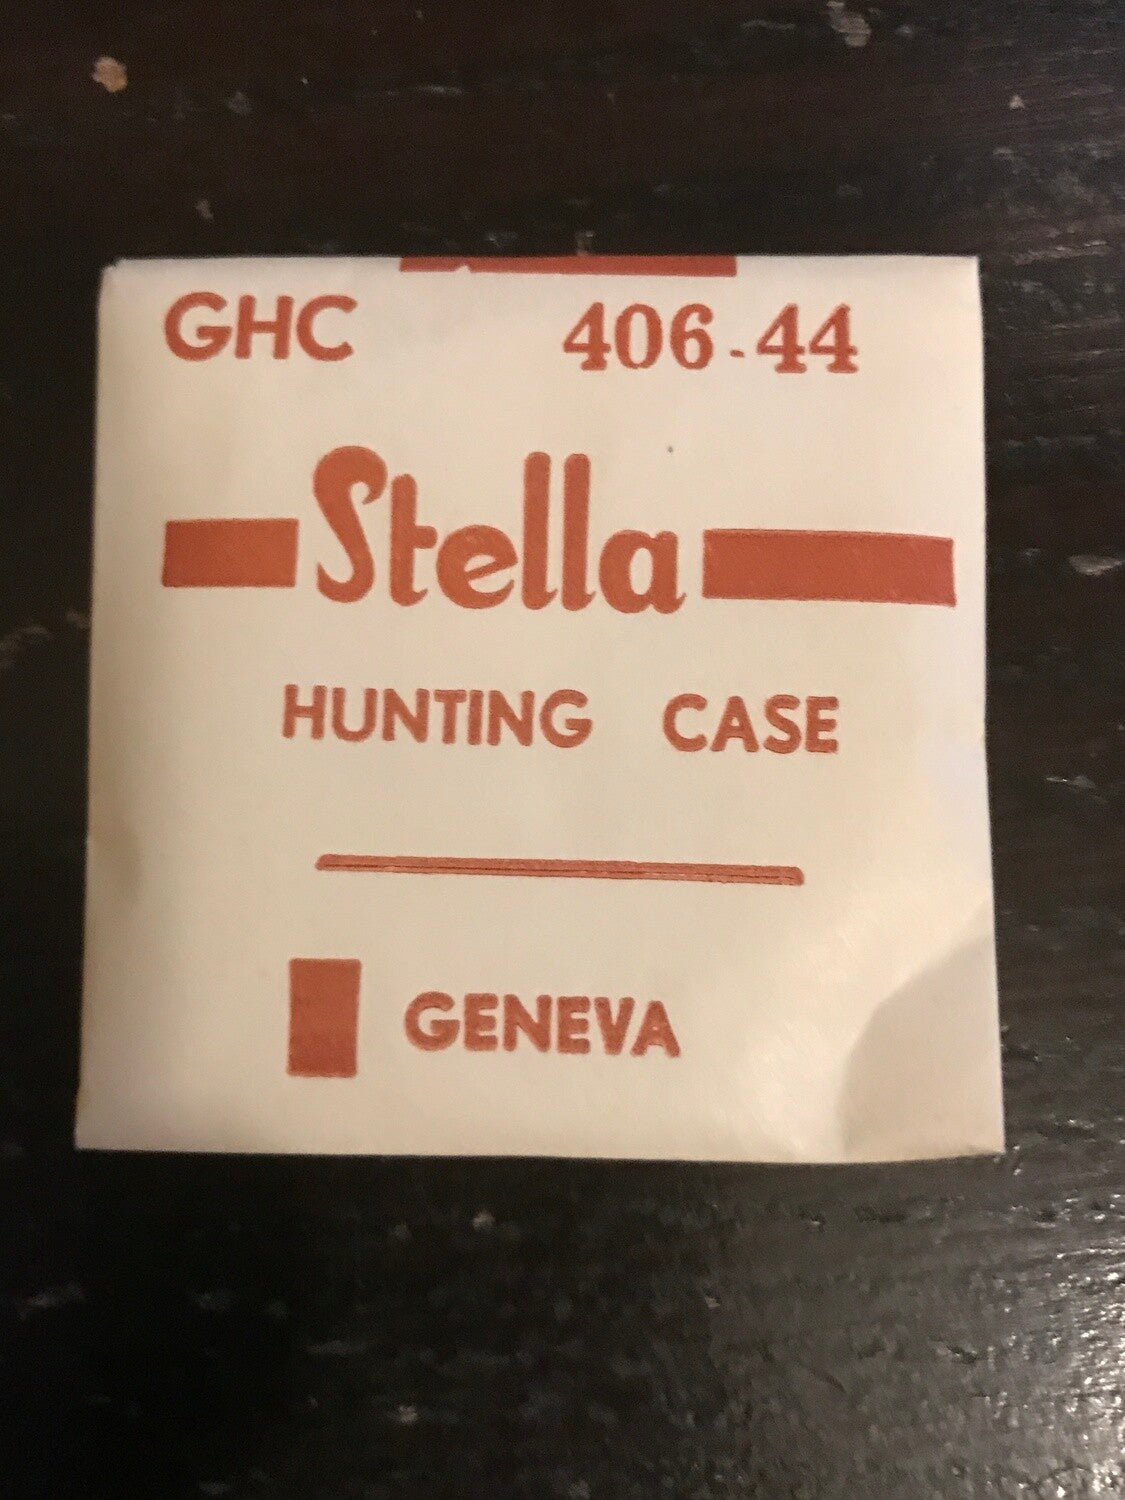 GHC 406-44
Stella
HUNTING CASE
GENEVA